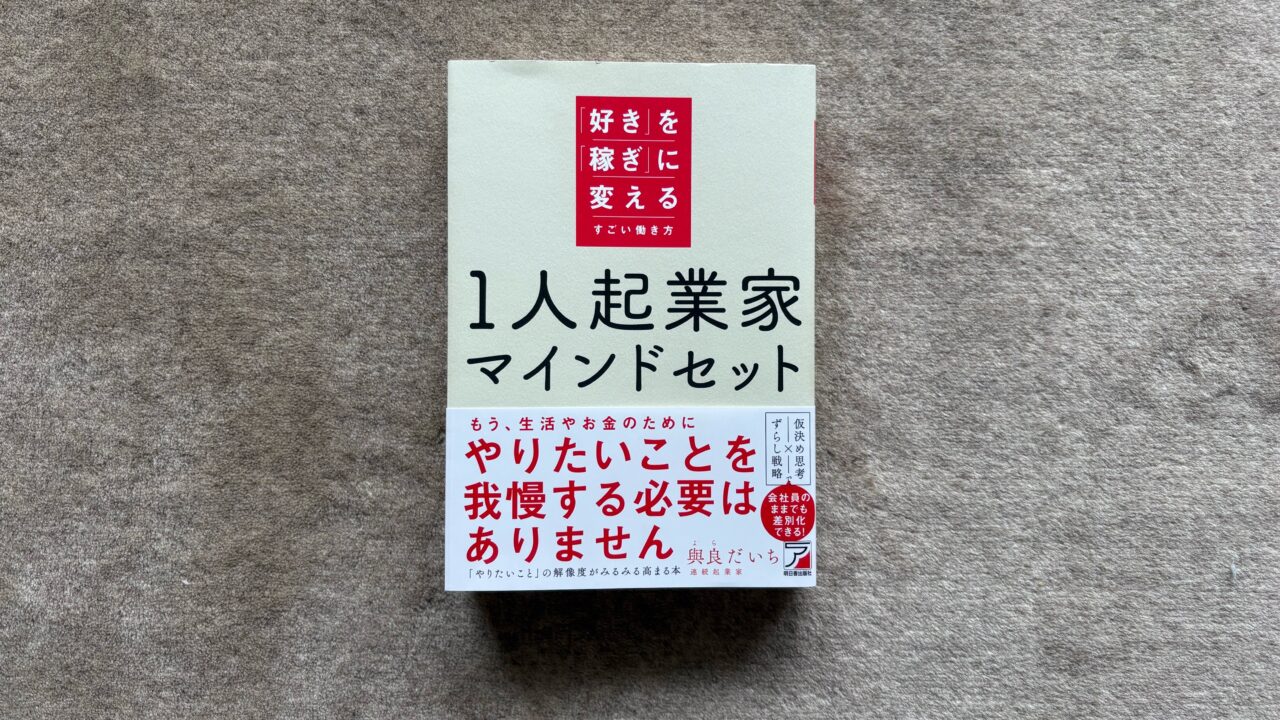 「好き」を
「稼ぎ」に
変える
すごい働き方
1人起業家
マインドセット
もう、生活やお金のために
やりたいことを
我慢する必要は
ありません
「やりたいこと」の解像度がみるみる高まる本
仮決め思考
×
ずらし戦略
で
会社員の
ままでも
差別化
できる!
よら
與良だいち
連続起業家
ア
明日香出版社